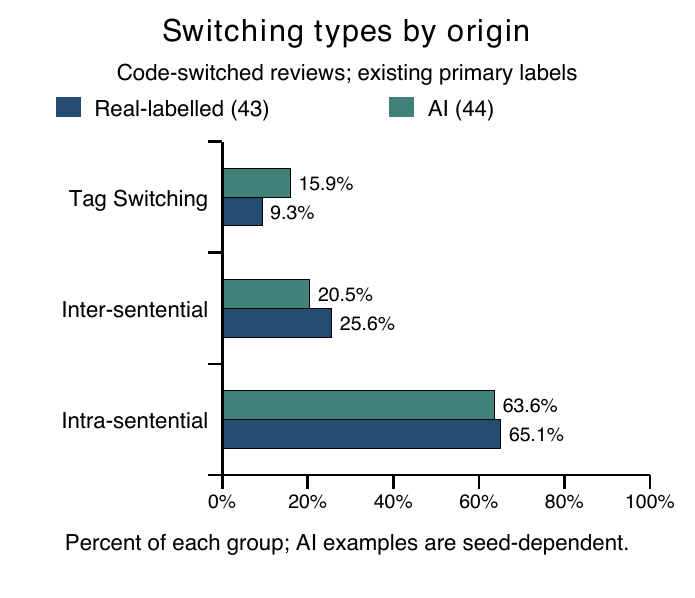 Switching types by origin
Code-switched reviews; existing primary labels
Real-labelled (43) AI (44)
Tag Switching
15.9%
9.3%
Inter-sentential
20.5%
25.6%
Intra-sentential
63.6%
65.1%
0% 20% 40% 60% 80% 100%
Percent of each group; AI examples are seed-dependent.